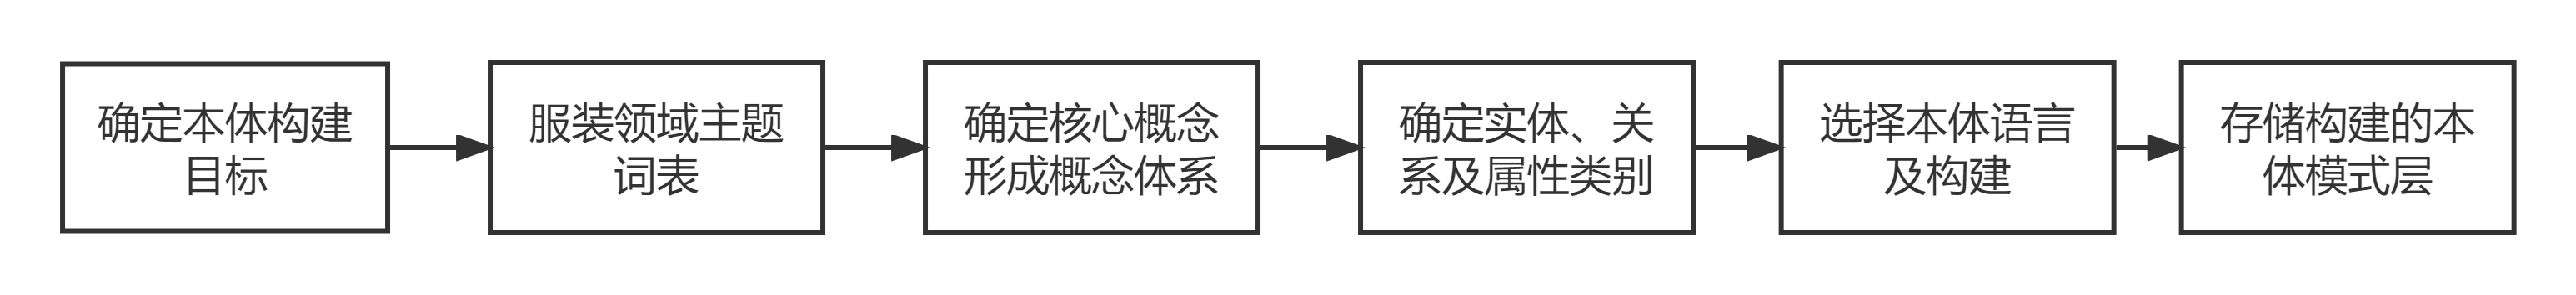 确定本体构建
目标
服装领域主题
词表
确定核心概念
形成概念体系
确定实体、关
系及属性类别
选择本体语言
及构建
存储构建的本
体模式层